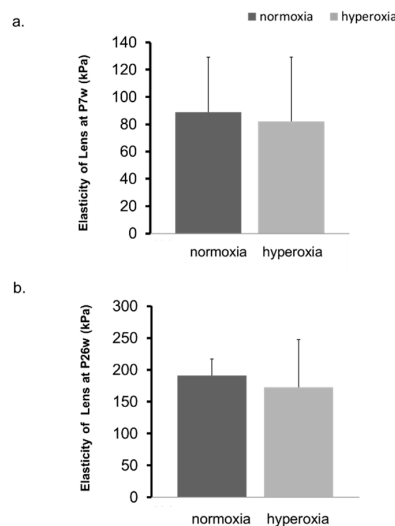 a.
normoxia hyperoxia
Elasticity of Lens at P7w (kPa)
140
120
100
80
60
40
20
0
normoxia hyperoxia
b.
Elasticity of Lens at P26w (kPa)
300
250
200
150
100
50
0
normoxia hyperoxia